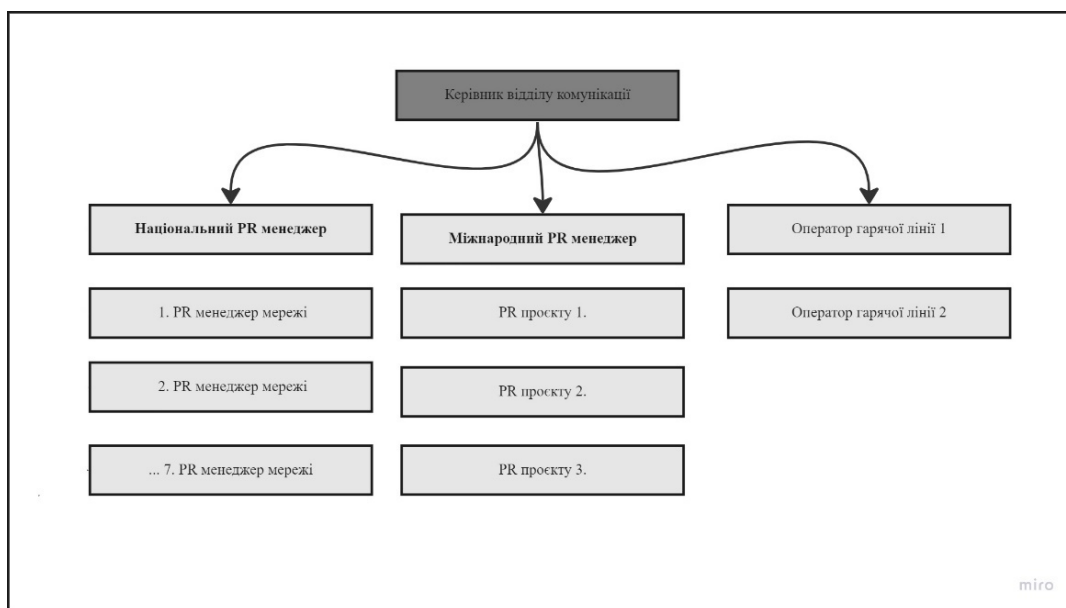 Керівник відділу комунікації
Національний PR менеджер
Міжнародний PR менеджер
Оператор гарячої лінії 1
1. PR менеджер мережі
PR проєкту 1.
Оператор гарячої лінії 2
2. PR менеджер мережі
PR проєкту 2.
... 7. PR менеджер мережі
PR проєкту 3.
miro